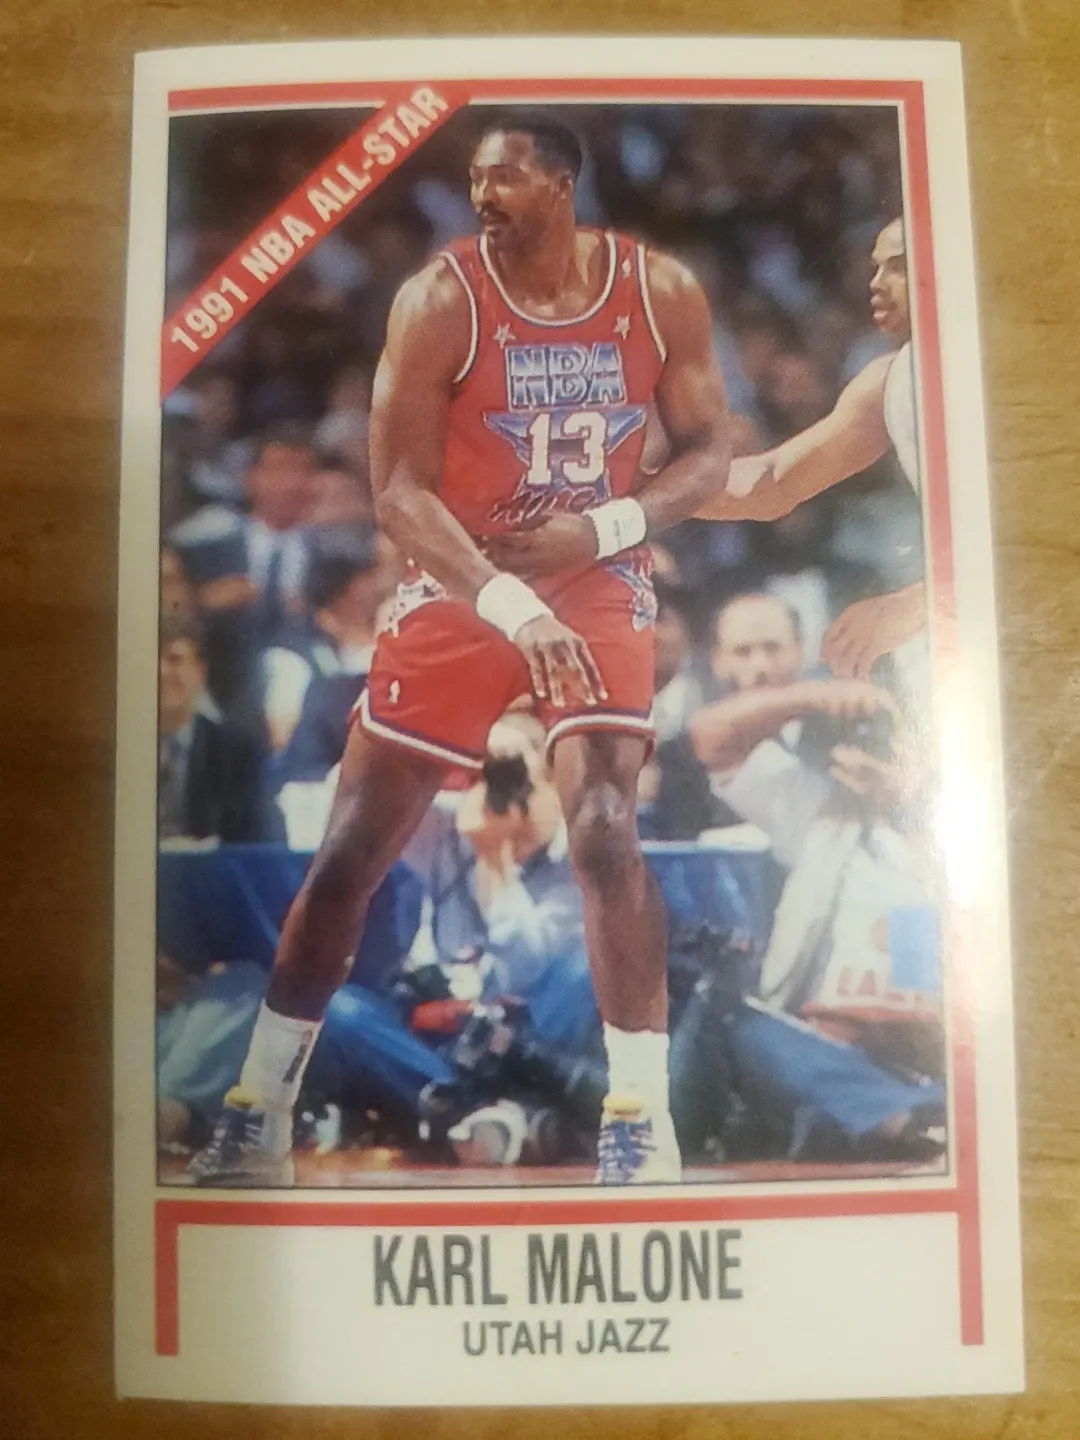 1991 NBA ALL-STAR
NBA
13
KARL MALONE
UTAH JAZZ